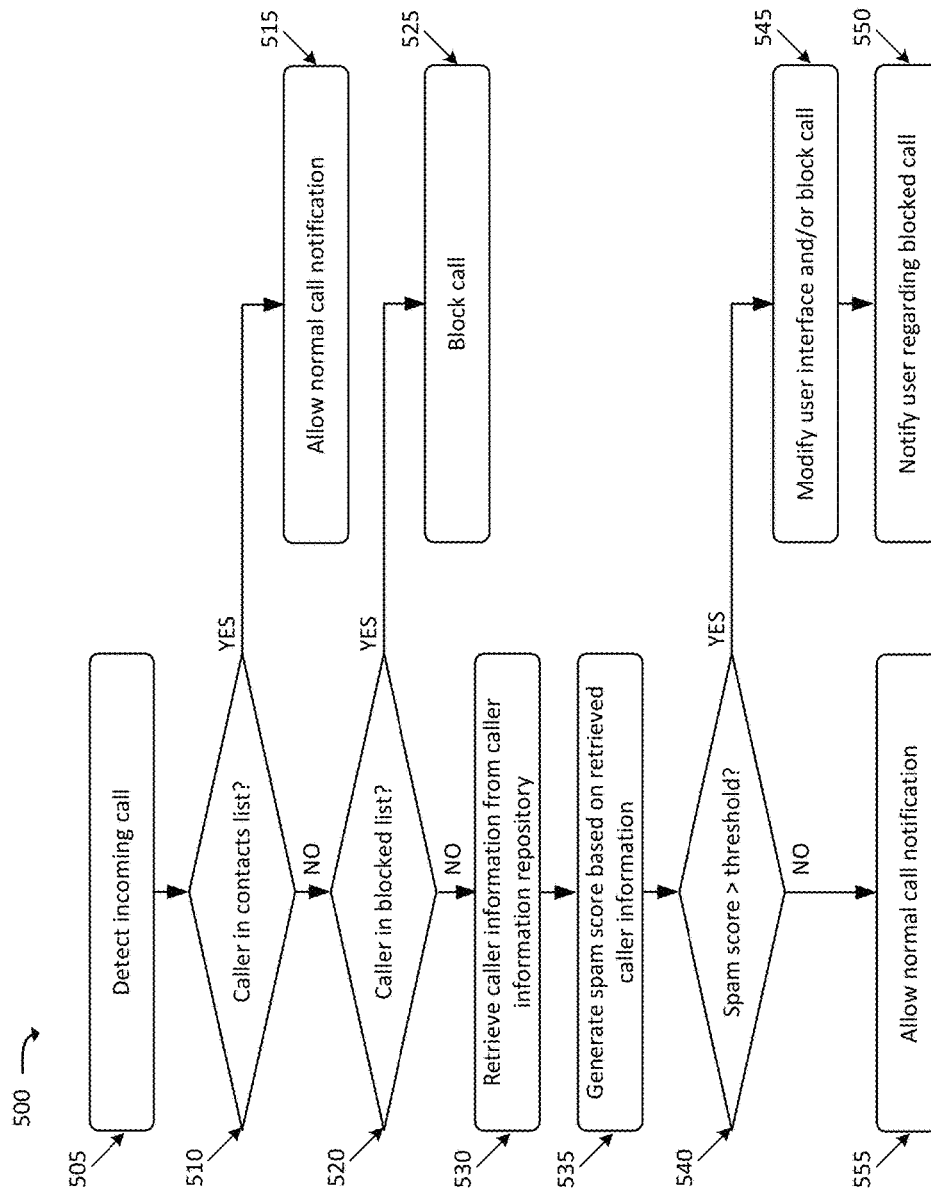 500
505
Detect incoming call
510
Caller in contacts list?
YES
515
Allow normal call notification
NO
520
Caller in blocked list?
YES
525
Block call
NO
530
Retrieve caller information from caller
information repository
535
Generate spam score based on retrieved
caller information
540
Spam score > threshold?
YES
545
Modify user interface and/or block call
550
Notify user regarding blocked call
NO
555
Allow normal call notification